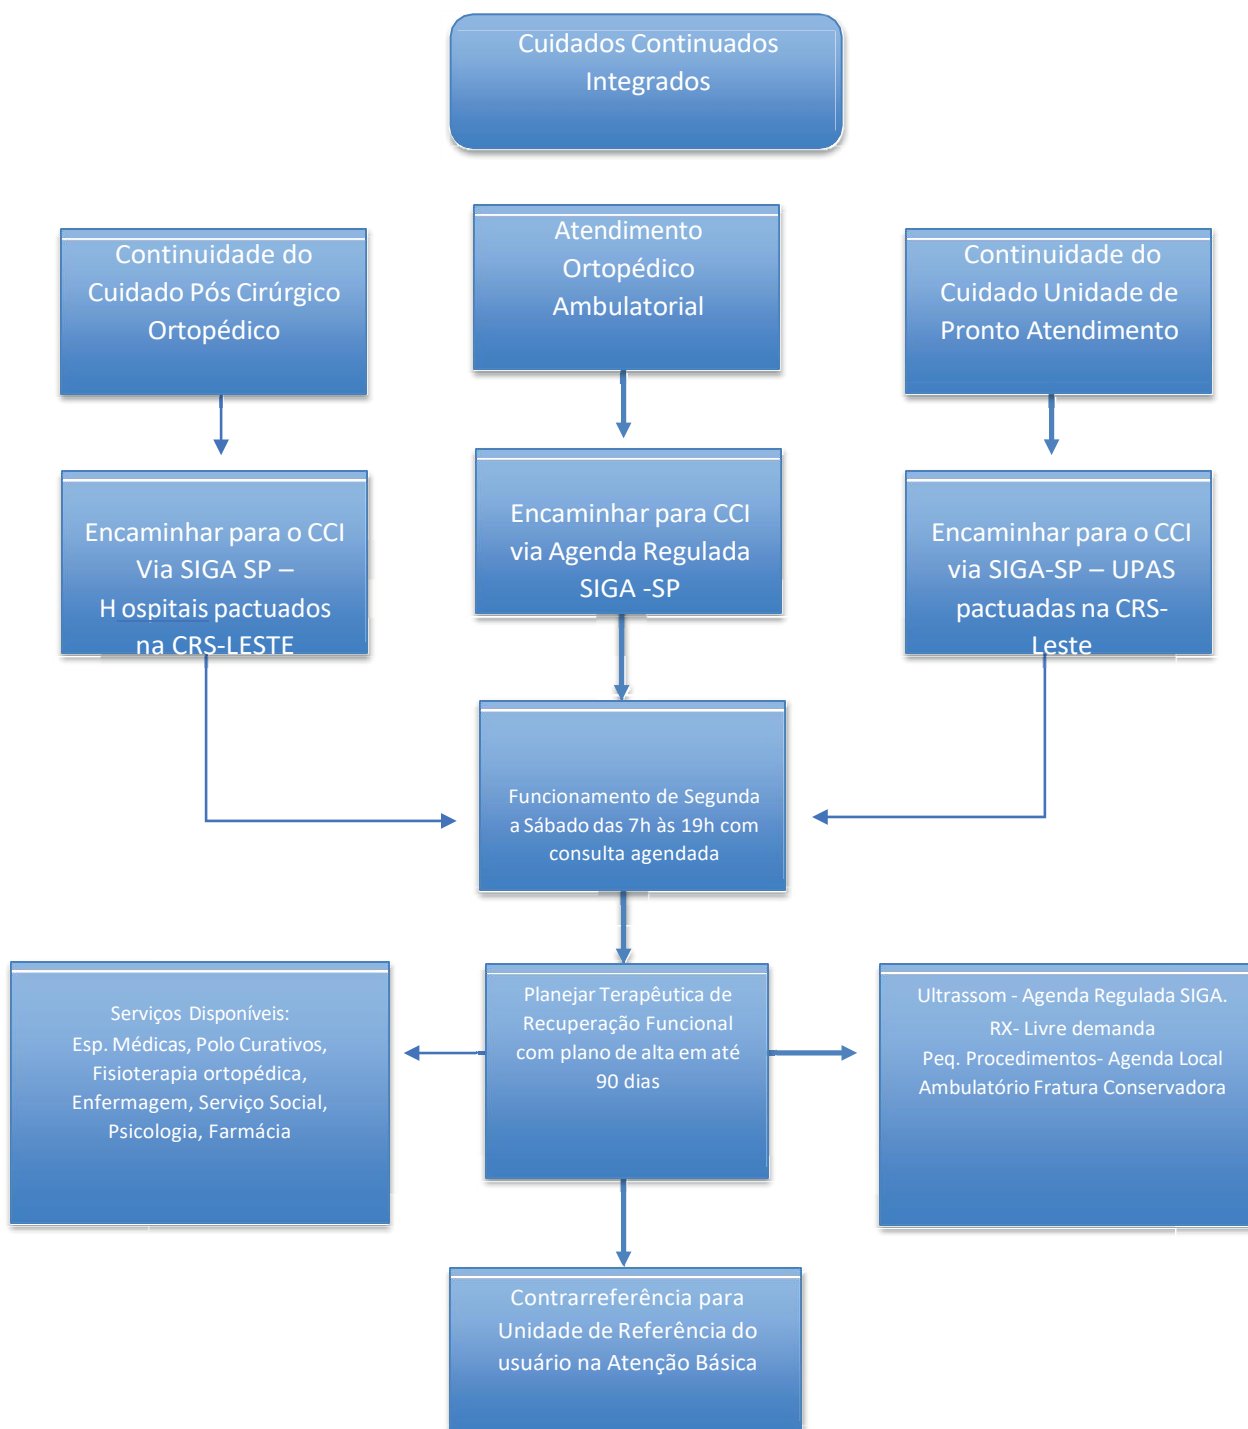 Cuidados Continuados
Integrados
Continuidade do
Cuidado Pós Cirúrgico
Ortopédico
Atendimento
Ortopédico
Ambulatorial
Continuidade do
Cuidado Unidade de
Pronto Atendimento
Encaminhar para o CCI
Via SIGA SP –
H ospitais pactuados
na CRS-LESTE
Encaminhar para CCI
via Agenda Regulada
SIGA -SP
Encaminhar para o CCI
via SIGA-SP – UPAS
pactuadas na CRS-
Leste
Funcionamento de Segunda
a Sábado das 7h às 19h com
consulta agendada
Serviços Disponíveis:
Esp. Médicas, Polo Curativos,
Fisioterapia ortopédica,
Enfermagem, Serviço Social,
Psicologia, Farmácia
Planejar Terapêutica de
Recuperação Funcional
com plano de alta em até
90 dias
Ultrassom - Agenda Regulada SIGA.
RX- Livre demanda
Peq. Procedimentos- Agenda Local
Ambulatório Fratura Conservadora
Contrarreferência para
Unidade de Referência do
usuário na Atenção Básica